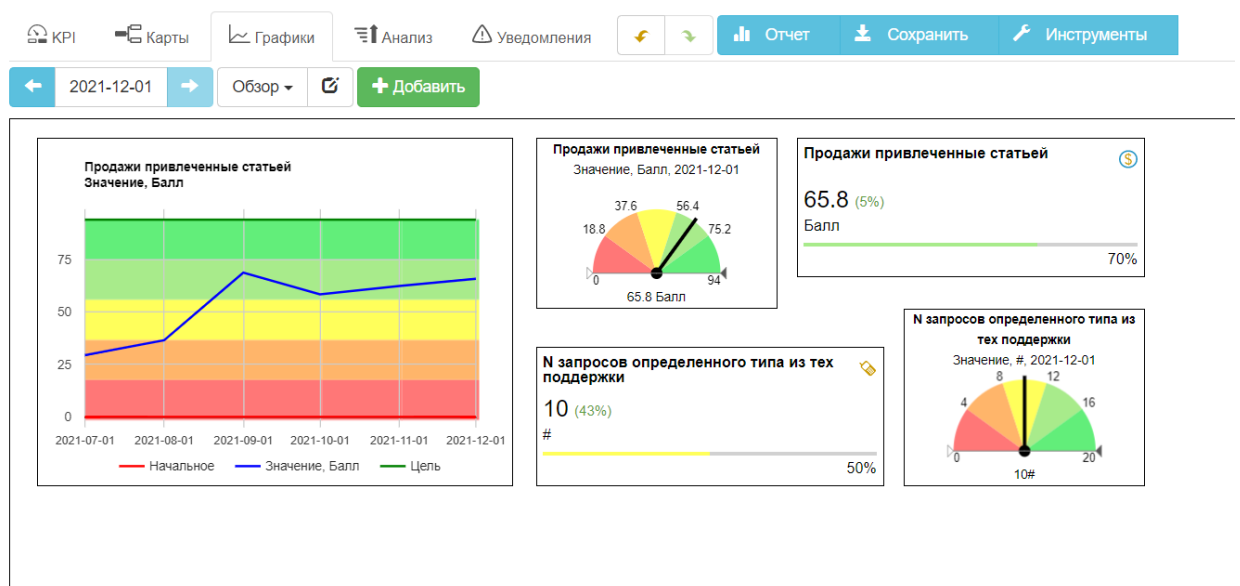 KPI Карты Графики Анализ Уведомления Отчет Сохранить Инструменты
2021-12-01 Обзор Добавить
Продажи привлеченные статьей
Значение, Балл
75
50
25
0
2021-07-01 2021-08-01 2021-09-01 2021-10-01 2021-11-01 2021-12-01
Начальное Значение, Балл Цель
Продажи привлеченные статьей
Значение, Балл, 2021-12-01
37.6 56.4
18.8 75.2
0 94
65.8 Балл
Продажи привлеченные статьей
$
65.8 (5%)
Балл
70%
N запросов определенного типа из тех
поддержки
10 (43%)
#
50%
N запросов определенного типа из
тех поддержки
Значение, #, 2021-12-01
8 12
4 16
0 20
10#